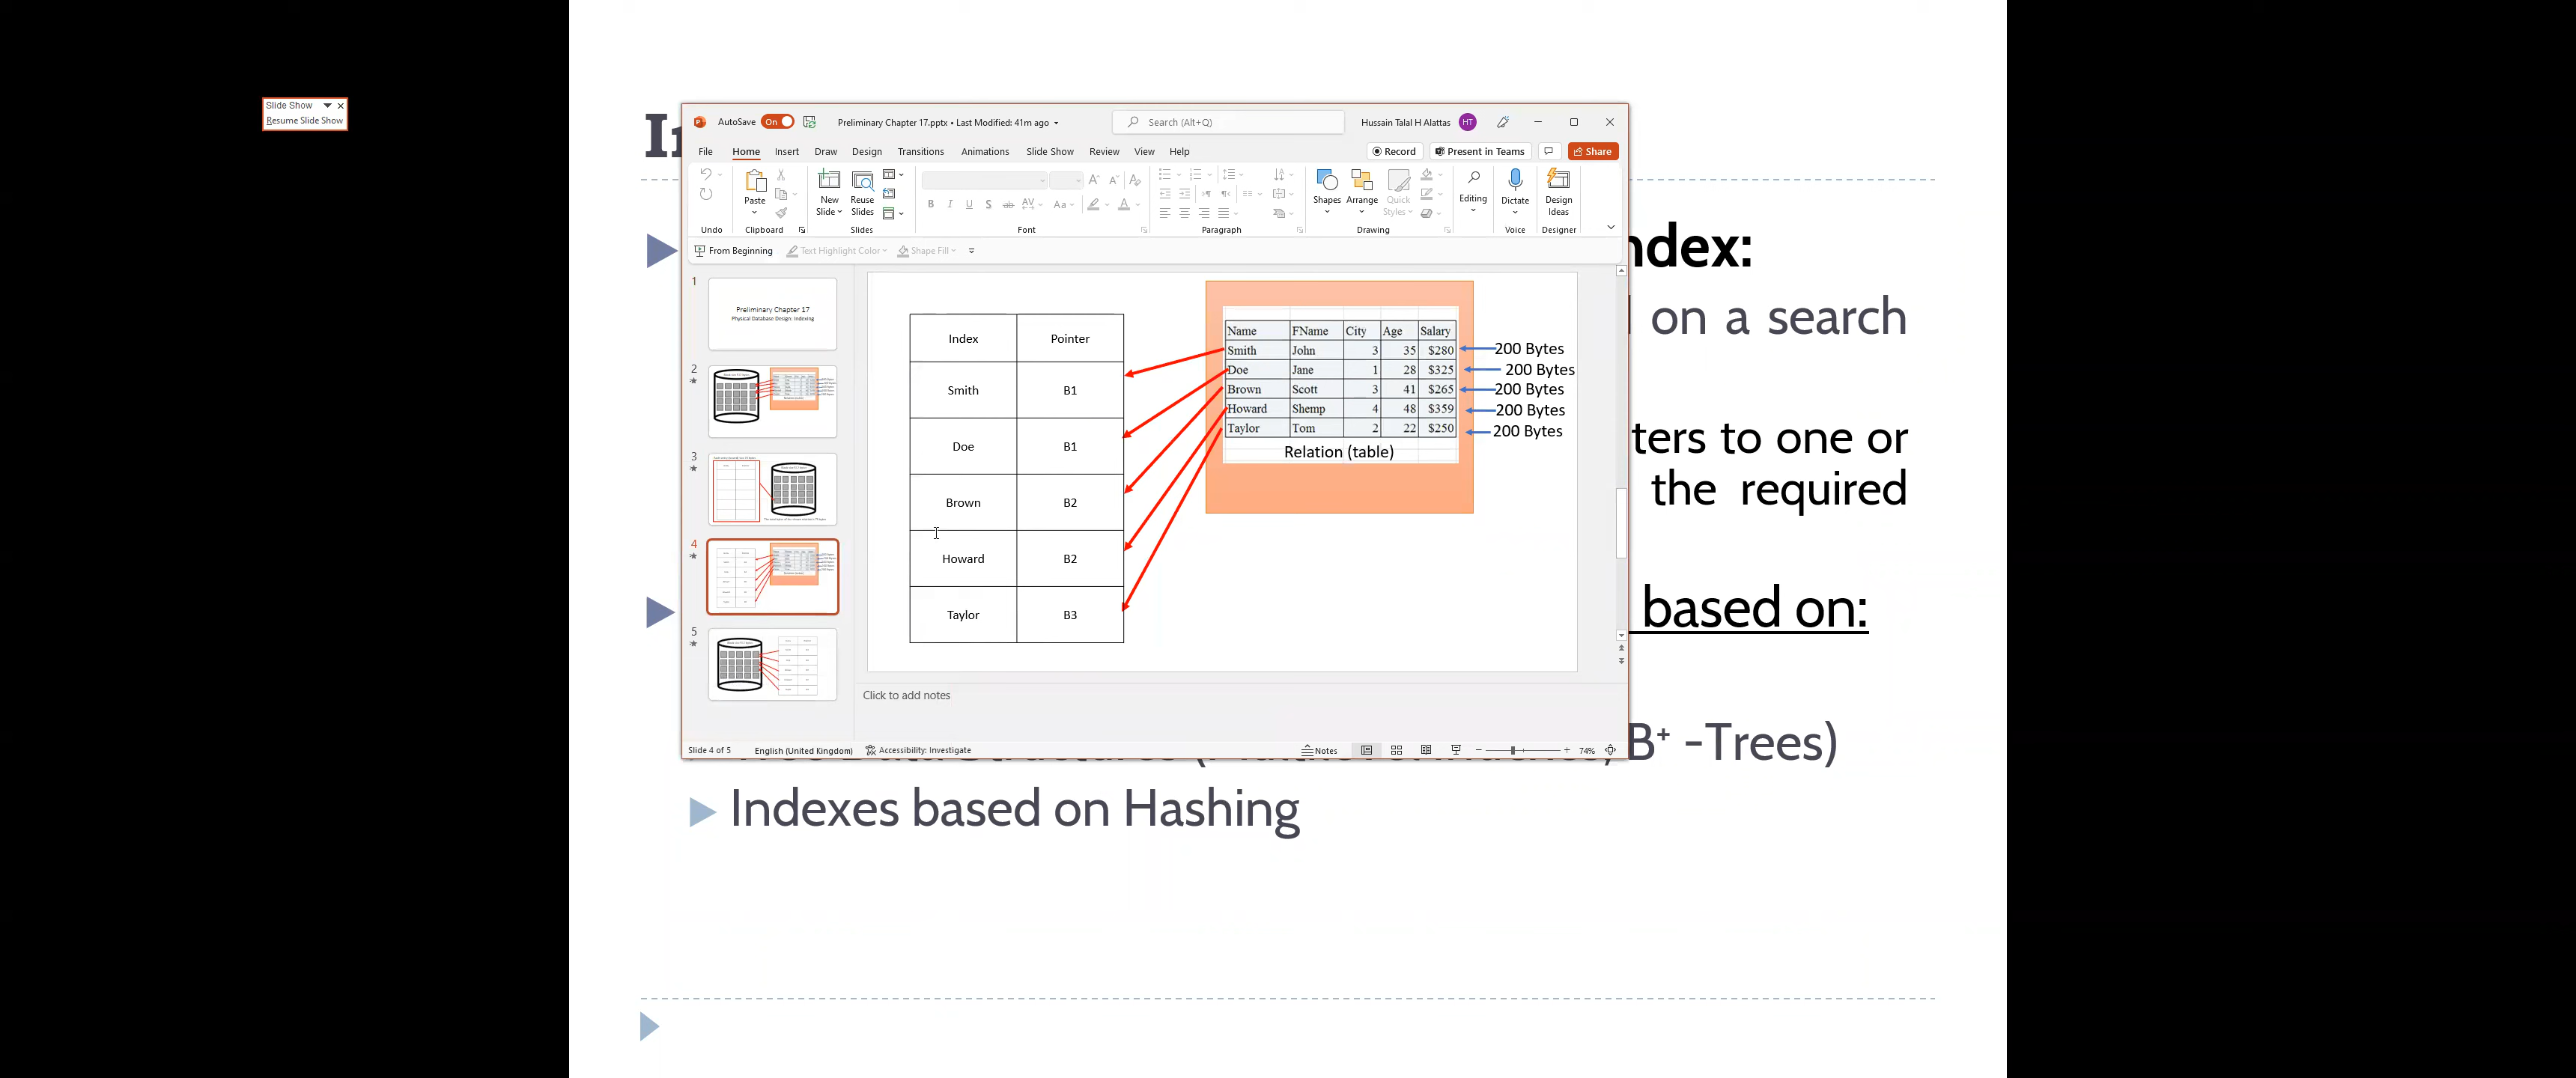 Slide Show
Resume Slide Show
AutoSave On
Preliminary Chapter 17.pptx • Last Modified: 41m ago
Search (Alt+Q)
Hussain Talal H Alattas HT
File Home Insert Draw Design Transitions Animations Slide Show Review View Help
Record Present in Teams Share
Paste
New Slide
Reuse Slides
Shapes
Arrange
Quick Styles
Editing
Dictate
Design Ideas
Undo Clipboard Slides Font Paragraph Drawing Voice Designer
From Beginning Text Highlight Color Shape Fill
1
Preliminary Chapter 17
Physical Database Design: Indexing
2
3
4
5
Index Pointer
Smith B1
Doe B1
Brown B2
Howard B2
Taylor B3
Name FName City Age Salary
Smith John 3 35 $280 200 Bytes
Doe Jane 1 28 $325 200 Bytes
Brown Scott 3 41 $265 200 Bytes
Howard Shemp 4 48 $359 200 Bytes
Taylor Tom 2 22 $250 200 Bytes
Relation (table)
Click to add notes
Slide 4 of 5 English (United Kingdom) Accessibility: Investigate Notes 74%
ndex:
on a search
ters to one or
the required
based on:
B+ -Trees)
Indexes based on Hashing